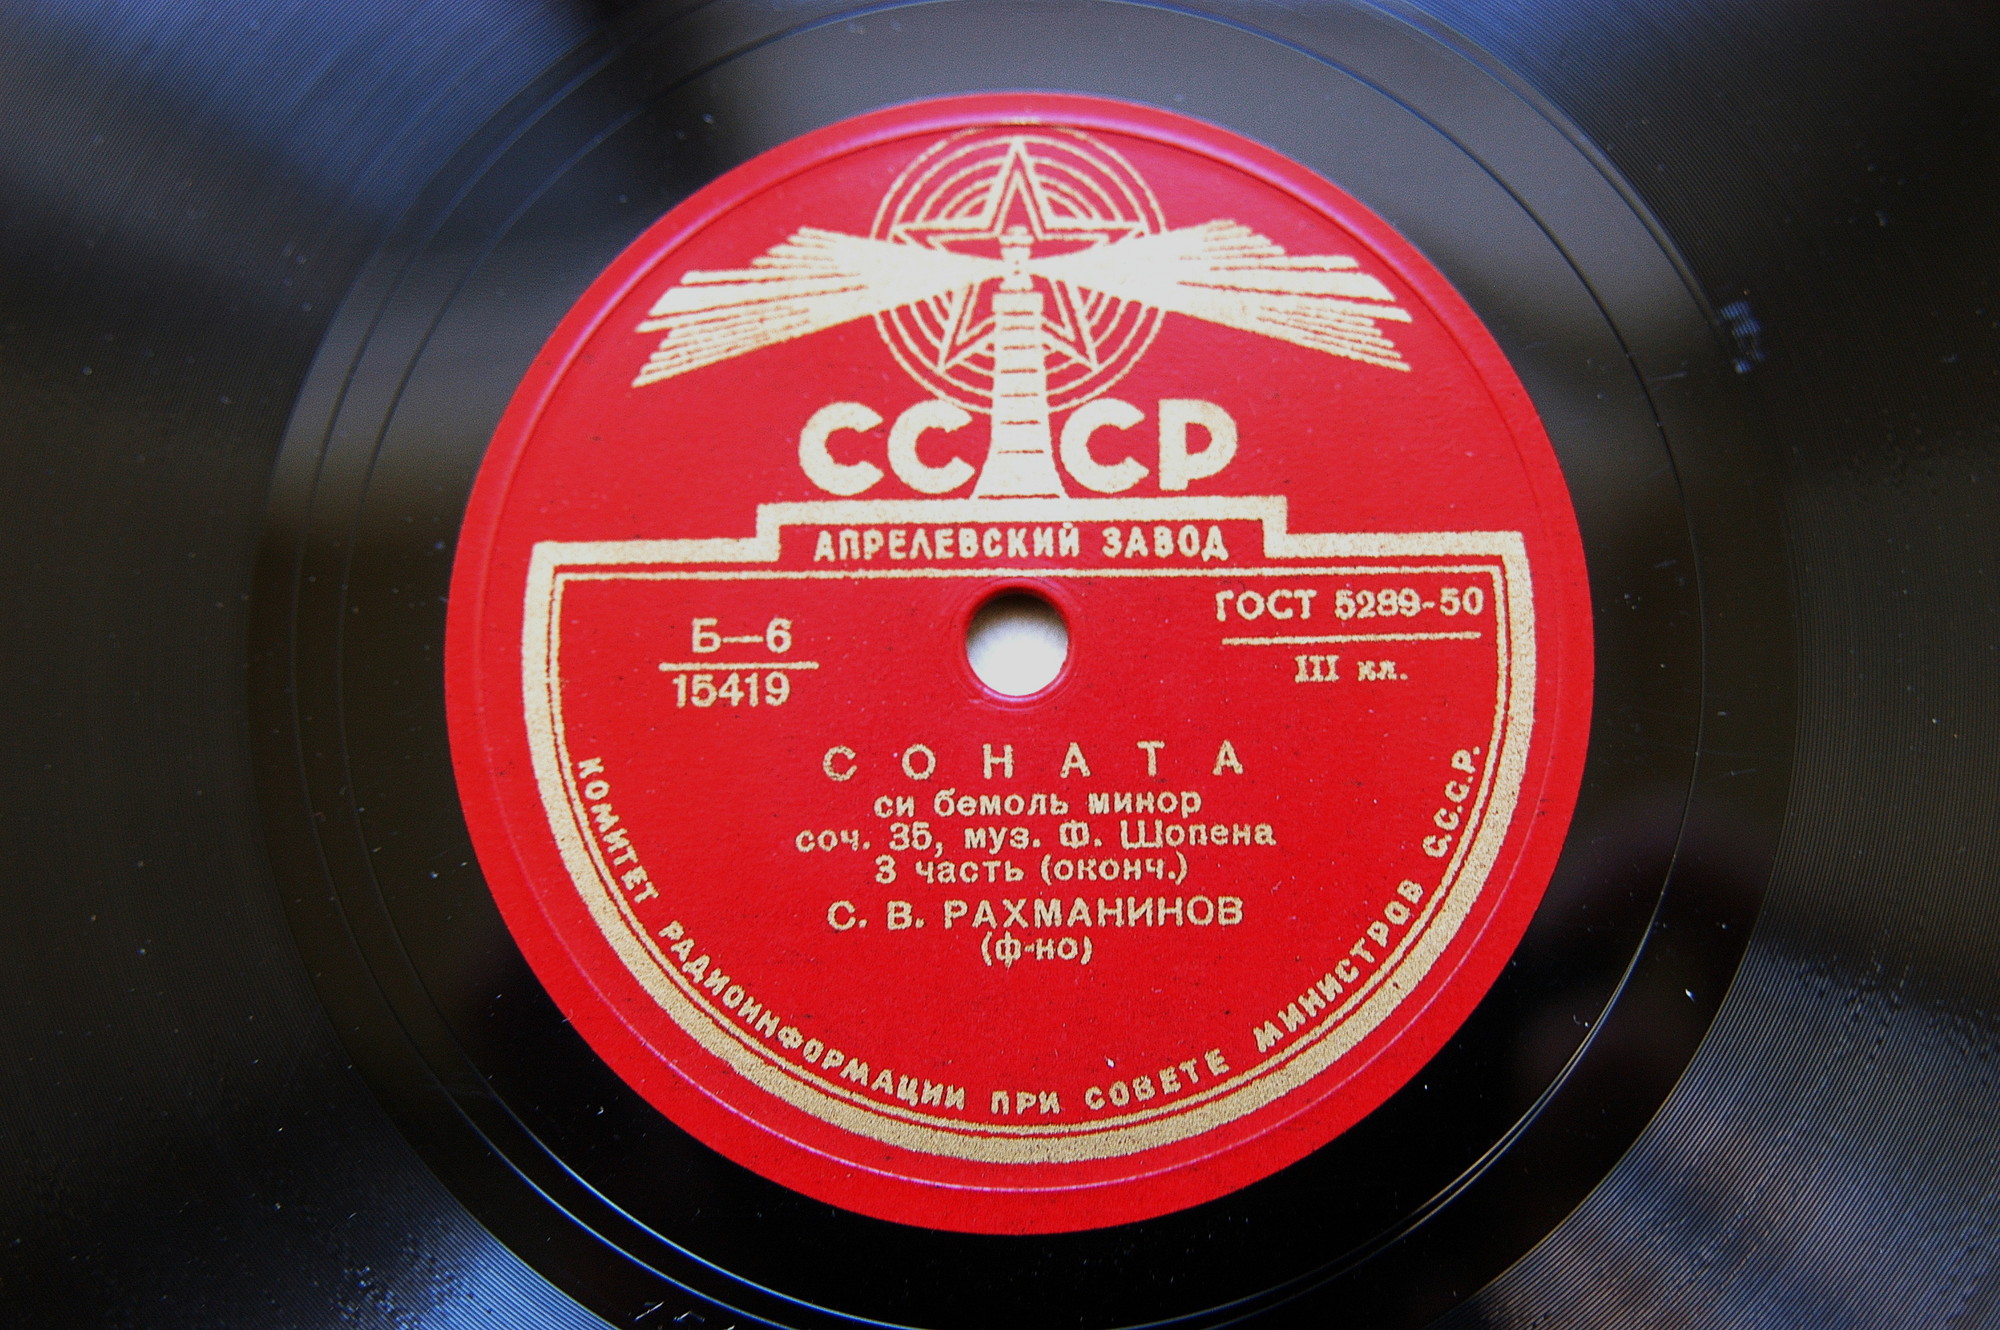 СССР
АПРЕЛЕВСКИЙ ЗАВОД
ГОСТ 5289-50
III кл.
Б—6
15419
СОНАТА
си бемоль минор
соч. 35, муз. Ф. Шопена
3 часть (оконч.)
С. В. РАХМАНИНОВ
(ф-но)
КОМИТЕТ РАДИОИНФОРМАЦИИ ПРИ СОВЕТЕ МИНИСТРОВ С.С.С.Р.